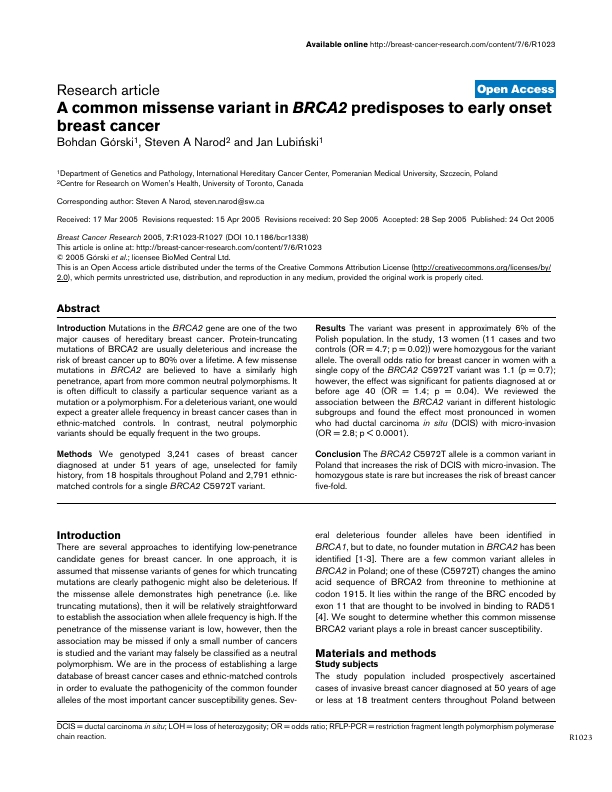 Available online http://breast-cancer-research.com/content/7/6/R1023
Research article
Open Access
A common missense variant in BRCA2 predisposes to early onset
breast cancer
Bohdan Górski1, Steven A Narod2 and Jan Lubiński1
1Department of Genetics and Pathology, International Hereditary Cancer Center, Pomeranian Medical University, Szczecin, Poland
2Centre for Research on Women's Health, University of Toronto, Canada
Corresponding author: Steven A Narod, steven.narod@sw.ca
Received: 17 Mar 2005 Revisions requested: 15 Apr 2005 Revisions received: 20 Sep 2005 Accepted: 28 Sep 2005 Published: 24 Oct 2005
Breast Cancer Research 2005, 7:R1023-R1027 (DOI 10.1186/bcr1338)
This article is online at: http://breast-cancer-research.com/content/7/6/R1023
© 2005 Górski et al.; licensee BioMed Central Ltd.
This is an Open Access article distributed under the terms of the Creative Commons Attribution License (http://creativecommons.org/licenses/by/
2.0), which permits unrestricted use, distribution, and reproduction in any medium, provided the original work is properly cited.
Abstract
Introduction Mutations in the BRCA2 gene are one of the two
major causes of hereditary breast cancer. Protein-truncating
mutations of BRCA2 are usually deleterious and increase the
risk of breast cancer up to 80% over a lifetime. A few missense
mutations in BRCA2 are believed to have a similarly high
penetrance, apart from more common neutral polymorphisms. It
is often difficult to classify a particular sequence variant as a
mutation or a polymorphism. For a deleterious variant, one would
expect a greater allele frequency in breast cancer cases than in
ethnic-matched controls. In contrast, neutral polymorphic
variants should be equally frequent in the two groups.
Methods We genotyped 3,241 cases of breast cancer
diagnosed at under 51 years of age, unselected for family
history, from 18 hospitals throughout Poland and 2,791 ethnic-
matched controls for a single BRCA2 C5972T variant.
Results The variant was present in approximately 6% of the
Polish population. In the study, 13 women (11 cases and two
controls (OR = 4.7; p = 0.02)) were homozygous for the variant
allele. The overall odds ratio for breast cancer in women with a
single copy of the BRCA2 C5972T variant was 1.1 (p = 0.7);
however, the effect was significant for patients diagnosed at or
before age 40 (OR = 1.4; p = 0.04). We reviewed the
association between the BRCA2 variant in different histologic
subgroups and found the effect most pronounced in women
who had ductal carcinoma in situ (DCIS) with micro-invasion
(OR = 2.8; p < 0.0001).
Conclusion The BRCA2 C5972T allele is a common variant in
Poland that increases the risk of DCIS with micro-invasion. The
homozygous state is rare but increases the risk of breast cancer
five-fold.
Introduction
There are several approaches to identifying low-penetrance
candidate genes for breast cancer. In one approach, it is
assumed that missense variants of genes for which truncating
mutations are clearly pathogenic might also be deleterious. If
the missense allele demonstrates high penetrance (i.e. like
truncating mutations), then it will be relatively straightforward
to establish the association when allele frequency is high. If the
penetrance of the missense variant is low, however, then the
association may be missed if only a small number of cancers
is studied and the variant may falsely be classified as a neutral
polymorphism. We are in the process of establishing a large
database of breast cancer cases and ethnic-matched controls
in order to evaluate the pathogenicity of the common founder
alleles of the most important cancer susceptibility genes. Sev-
eral deleterious founder alleles have been identified in
BRCA1, but to date, no founder mutation in BRCA2 has been
identified [1-3]. There are a few common variant alleles in
BRCA2 in Poland; one of these (C5972T) changes the amino
acid sequence of BRCA2 from threonine to methionine at
codon 1915. It lies within the range of the BRC encoded by
exon 11 that are thought to be involved in binding to RAD51
[4]. We sought to determine whether this common missense
BRCA2 variant plays a role in breast cancer susceptibility.
Materials and methods
Study subjects
The study population included prospectively ascertained
cases of invasive breast cancer diagnosed at 50 years of age
or less at 18 treatment centers throughout Poland between
DCIS = ductal carcinoma in situ; LOH = loss of heterozygosity; OR = odds ratio; RFLP-PCR = restriction fragment length polymorphism polymerase
chain reaction.
R1023